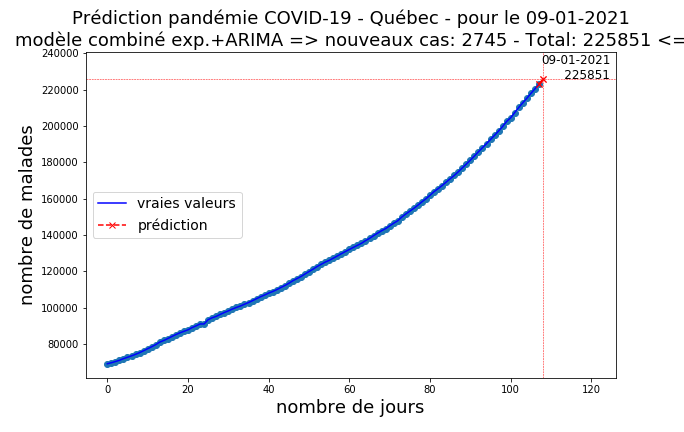 Prédiction pandémie COVID-19 - Québec - pour le 09-01-2021
modèle combiné exp.+ARIMA => nouveaux cas: 2745 - Total: 225851 <=
240000
220000
200000
180000
160000
140000
120000
100000
80000
nombre de malades
09-01-2021
225851
vraies valeurs
prédiction
0 20 40 60 80 100 120
nombre de jours